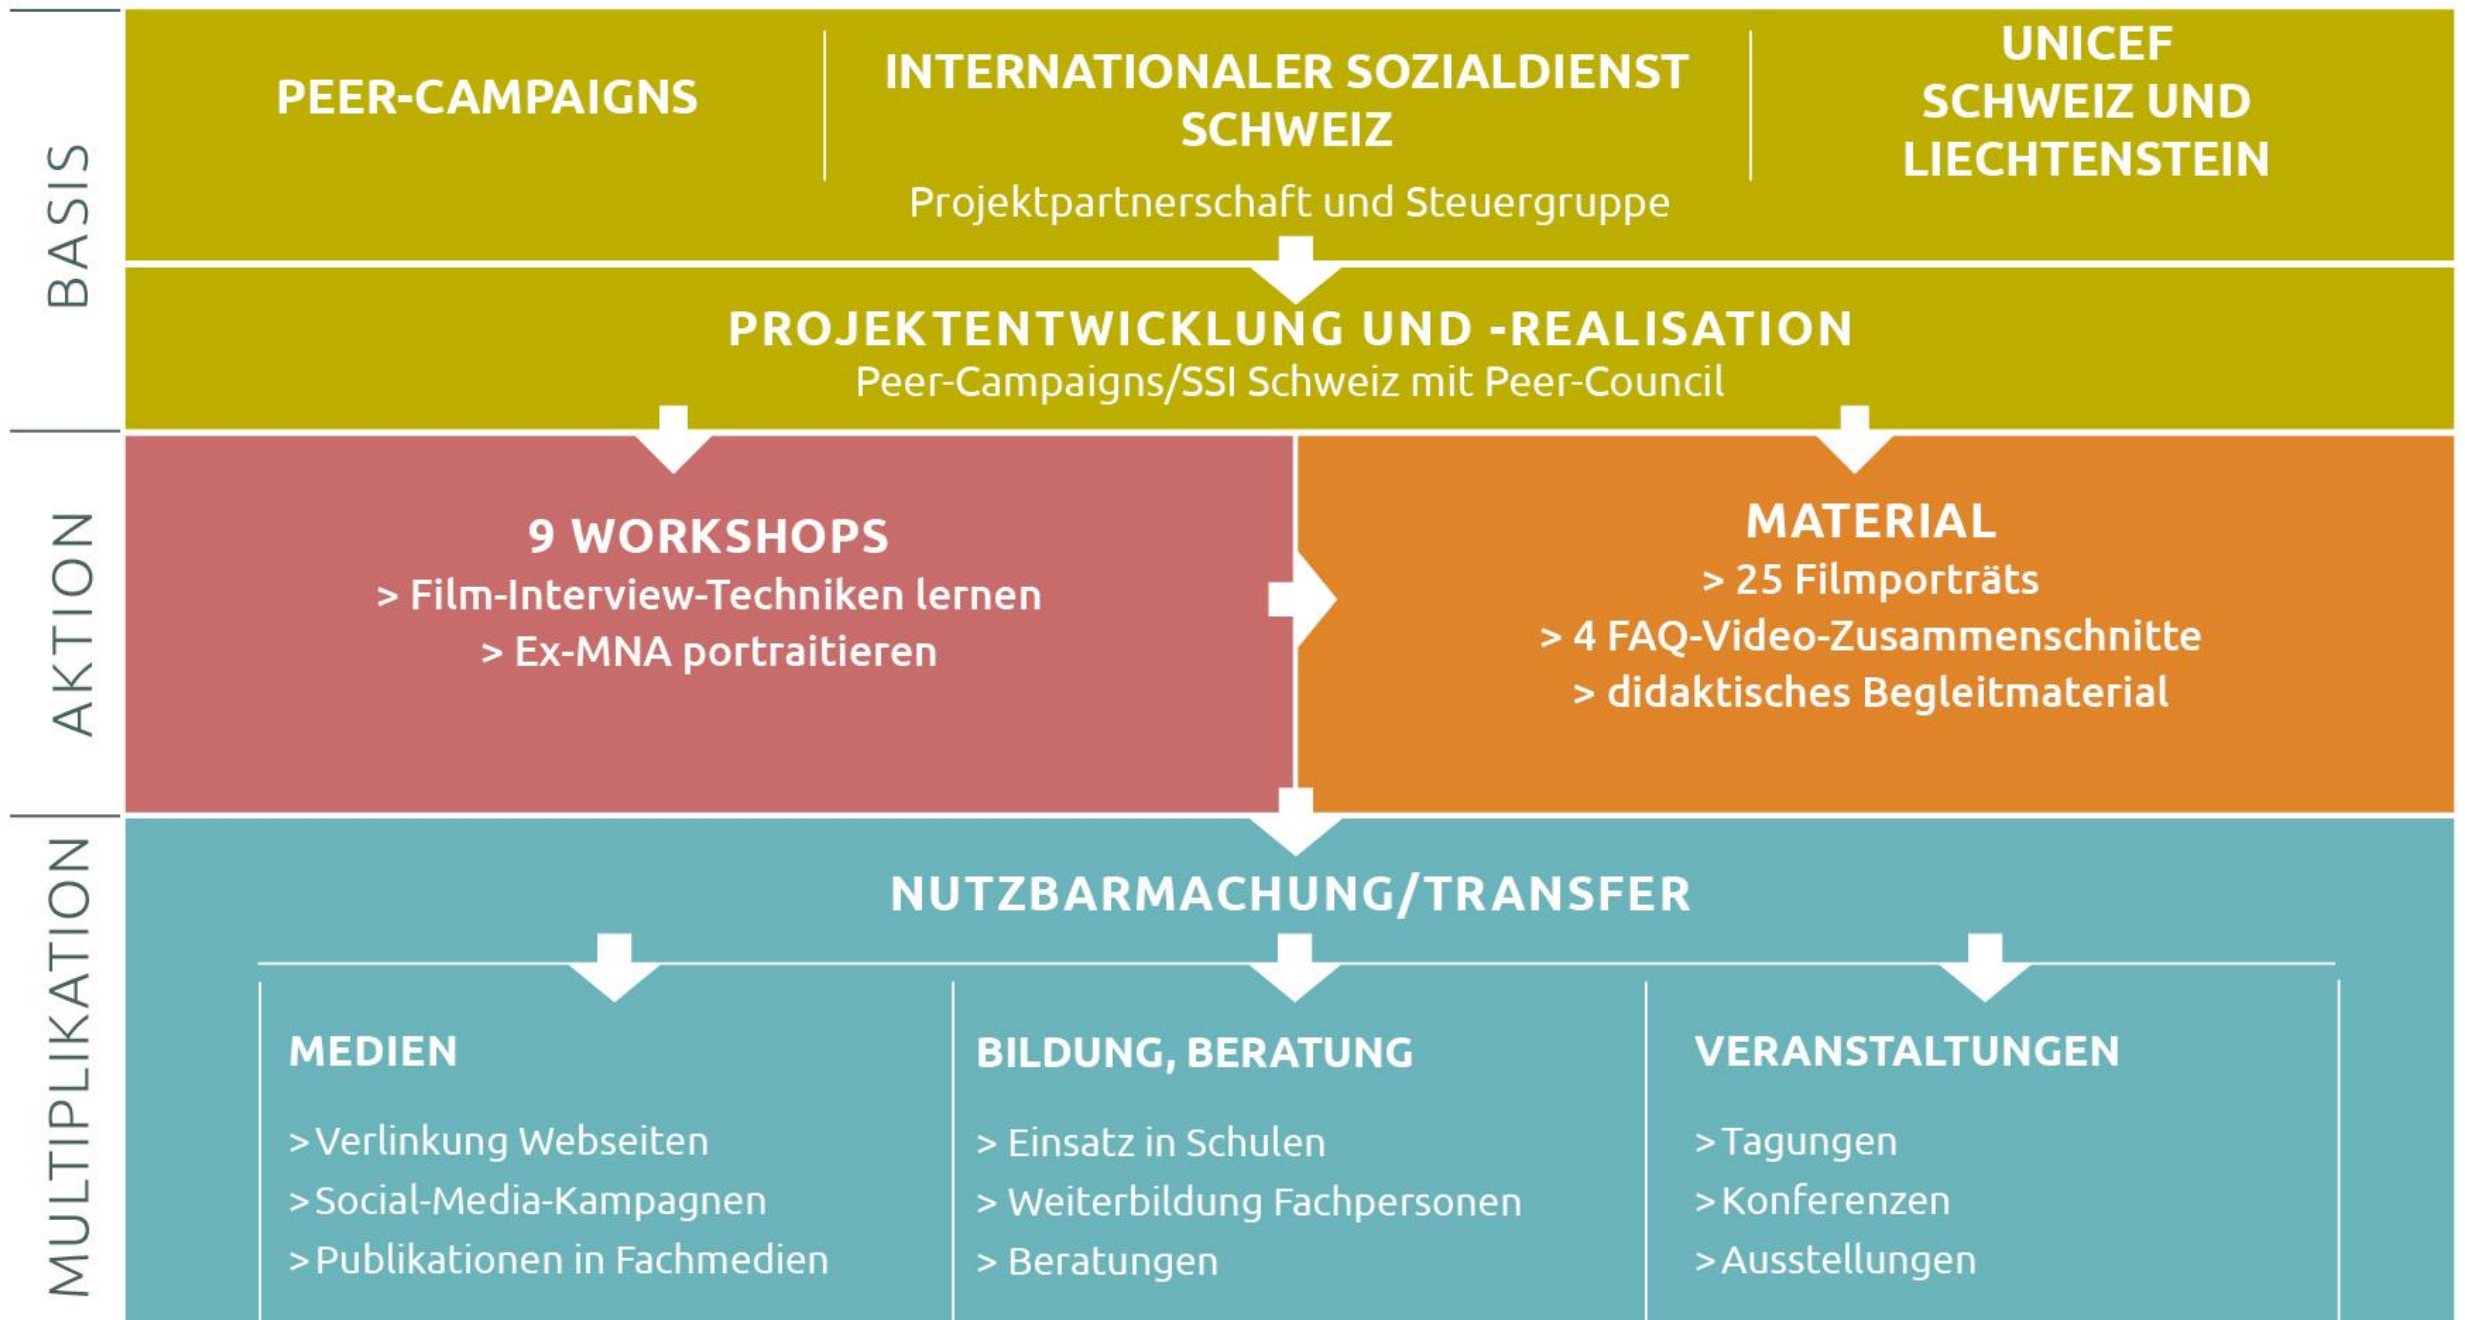 BASIS
PEER-CAMPAIGNS
INTERNATIONALER SOZIALDIENST
SCHWEIZ
UNICEF
SCHWEIZ UND
LIECHTENSTEIN
Projektpartnerschaft und Steuergruppe
PROJEKTENTWICKLUNG UND -REALISATION
Peer-Campaigns/SSI Schweiz mit Peer-Council
AKTION
9 WORKSHOPS
> Film-Interview-Techniken lernen
> Ex-MNA portraitieren
MATERIAL
> 25 Filmporträts
> 4 FAQ-Video-Zusammenschnitte
> didaktisches Begleitmaterial
MULTIPLIKATION
NUTZBARMACHUNG/TRANSFER
MEDIEN
> Verlinkung Webseiten
> Social-Media-Kampagnen
> Publikationen in Fachmedien
BILDUNG, BERATUNG
> Einsatz in Schulen
> Weiterbildung Fachpersonen
> Beratungen
VERANSTALTUNGEN
> Tagungen
> Konferenzen
> Ausstellungen